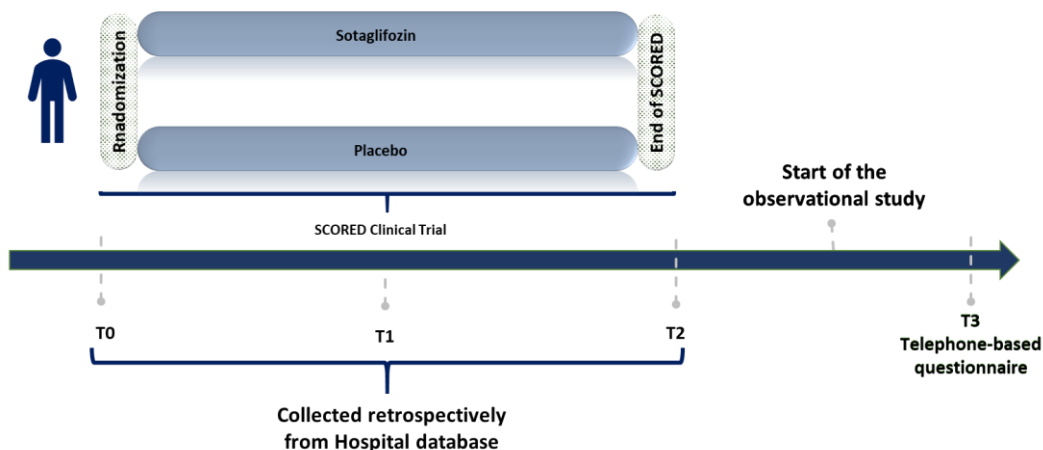 Rnadomization
Sotaglifozin
Placebo
End of SCORED
SCORED Clinical Trial
Start of the
observational study
T0
T1
T2
T3
Telephone-based
questionnaire
Collected retrospectively
from Hospital database